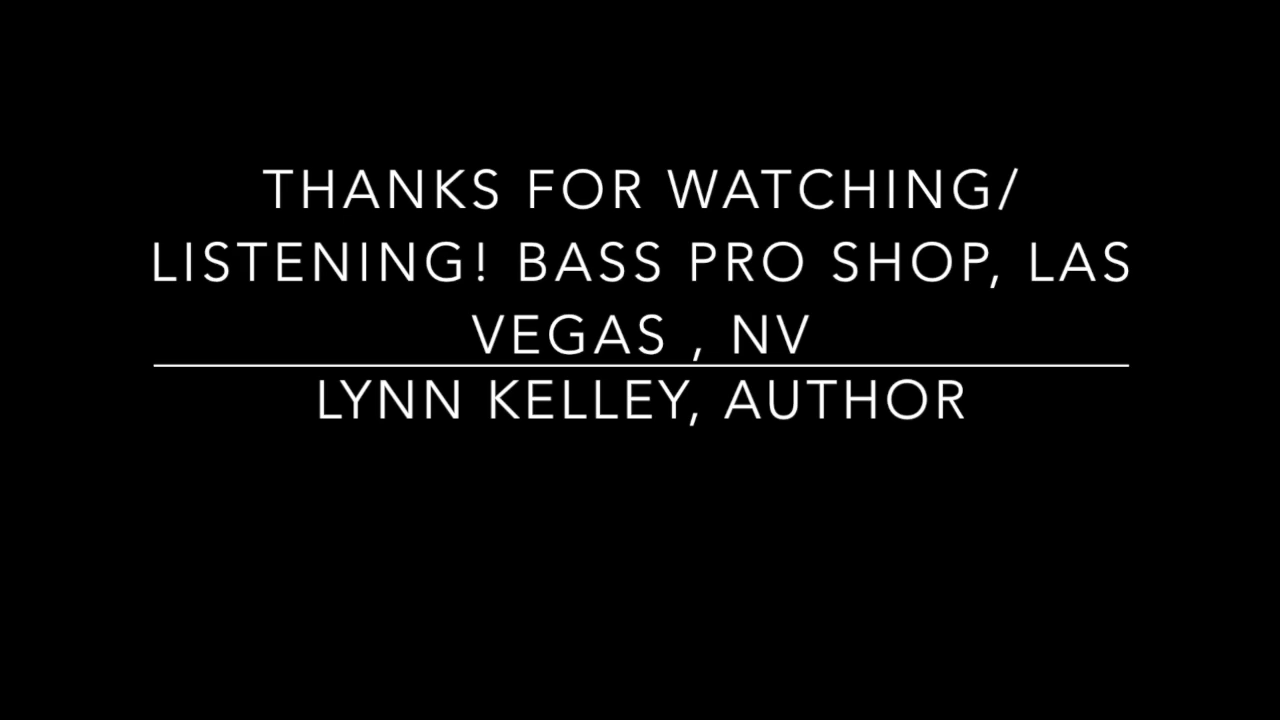 THANKS FOR WATCHING/
LISTENING! BASS PRO SHOP, LAS
VEGAS , NV
LYNN KELLEY, AUTHOR